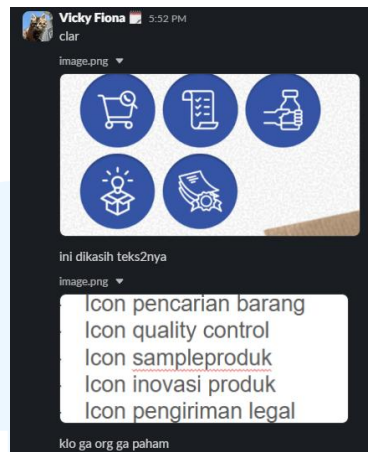 Vicky Fiona 5:52 PM
clar
image.png
ini dikasih teks2nya
image.png
Icon pencarian barang
Icon quality control
Icon sampleproduk
Icon inovasi produk
Icon pengiriman legal
klo ga org ga paham